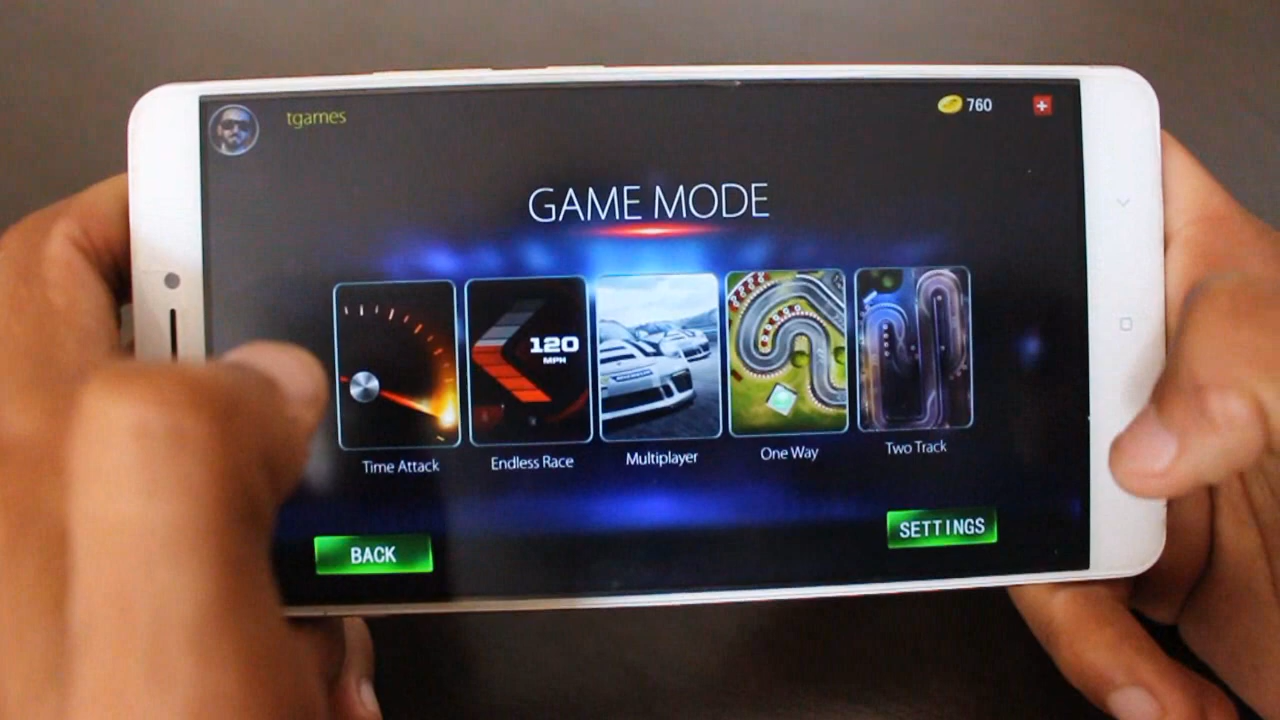 tgames
760
GAME MODE
120
MPH
Time Attack
Endless Race
Multiplayer
One Way
Two Track
BACK
SETTINGS